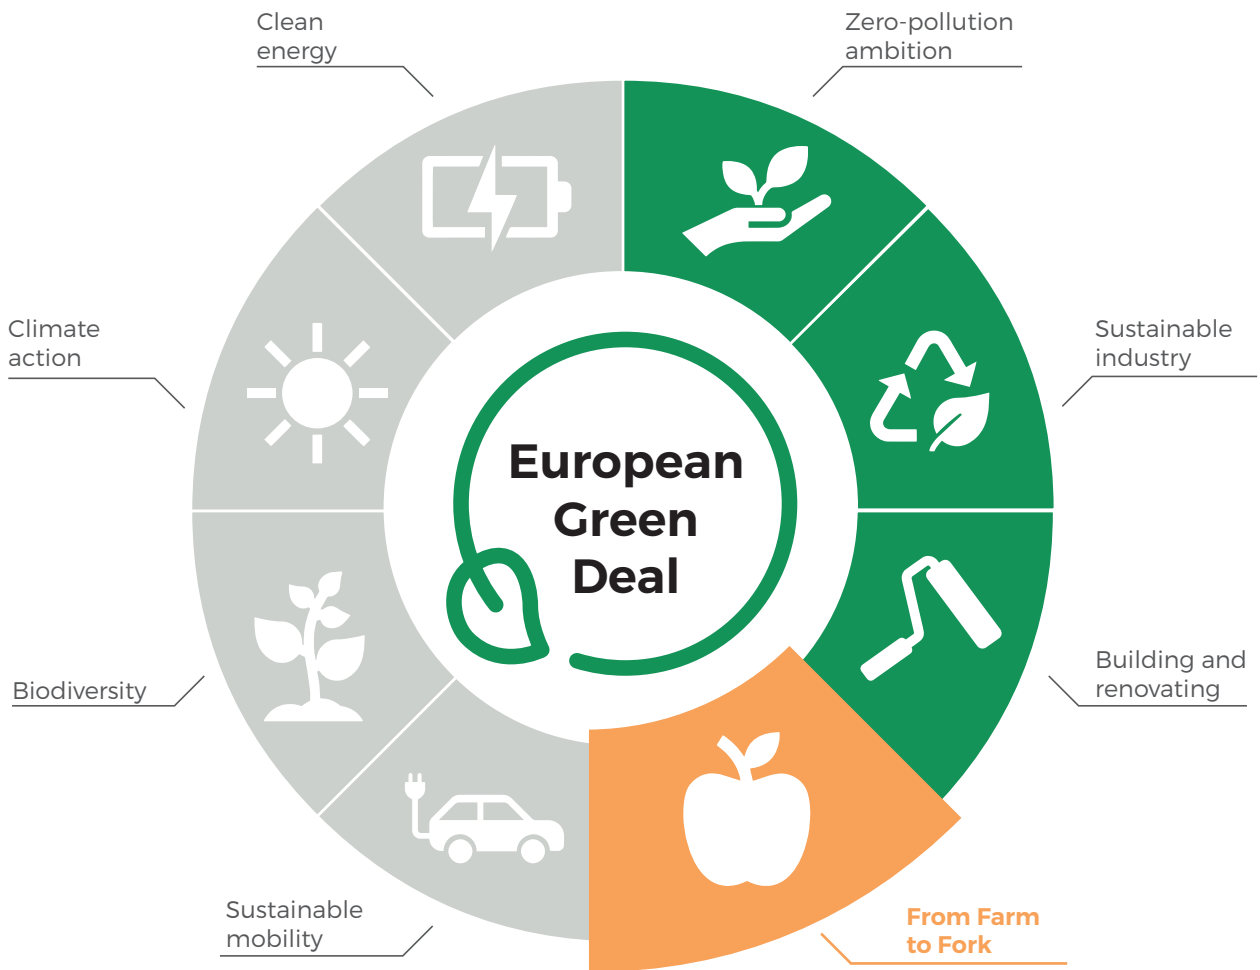 Clean
energy
Zero-pollution
ambition
Climate
action
Sustainable
industry
European
Green
Deal
Biodiversity
Building and
renovating
Sustainable
mobility
From Farm
to Fork